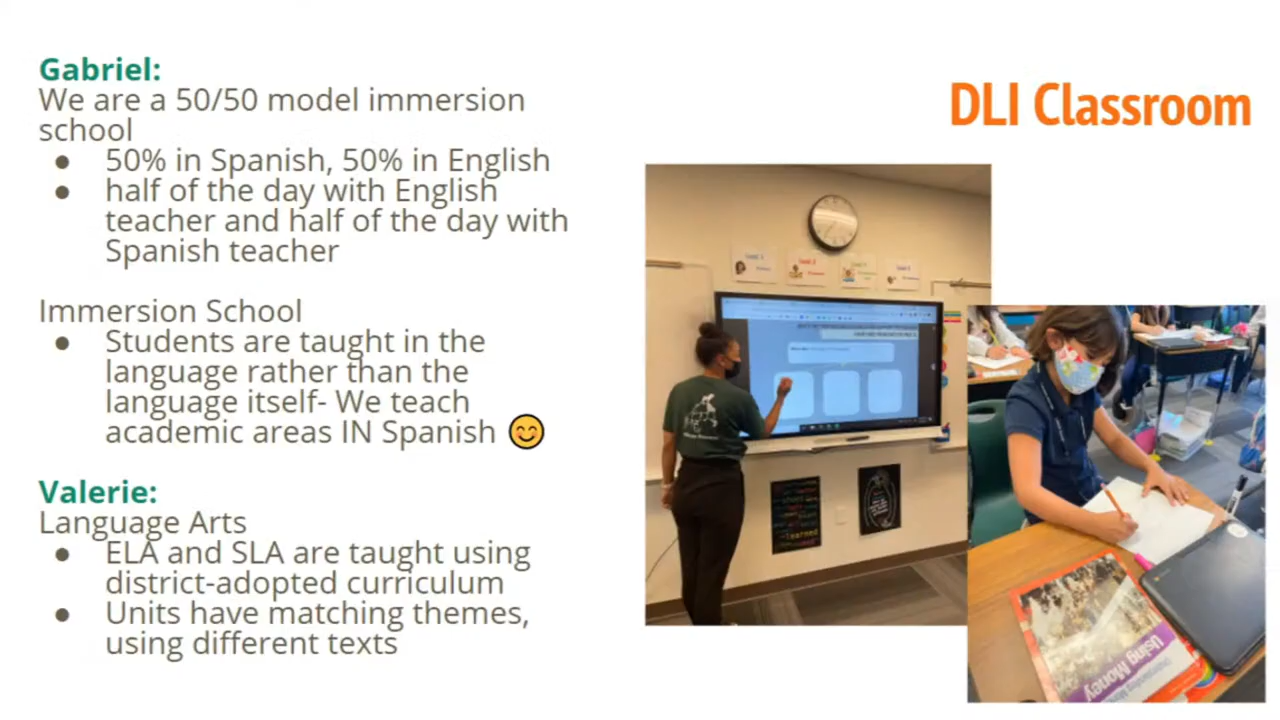 Gabriel:
We are a 50/50 model immersion
school
● 50% in Spanish, 50% in English
● half of the day with English
teacher and half of the day with
Spanish teacher
Immersion School
● Students are taught in the
language rather than the
language itself- We teach
academic areas IN Spanish 😊
Valerie:
Language Arts
● ELA and SLA are taught using
district-adopted curriculum
● Units have matching themes,
using different texts
DLI Classroom
Using Money